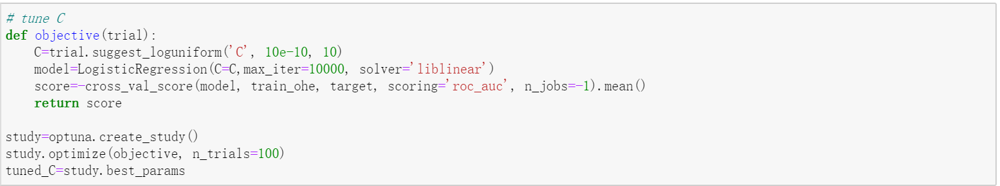 # tune C
def objective(trial):
    C=trial.suggest_loguniform('C', 10e-10, 10)
    model=LogisticRegression(C=C,max_iter=10000, solver='liblinear')
    score=-cross_val_score(model, train_ohe, target, scoring='roc_auc', n_jobs=-1).mean()
    return score

study=optuna.create_study()
study.optimize(objective, n_trials=100)
tuned_C=study.best_params